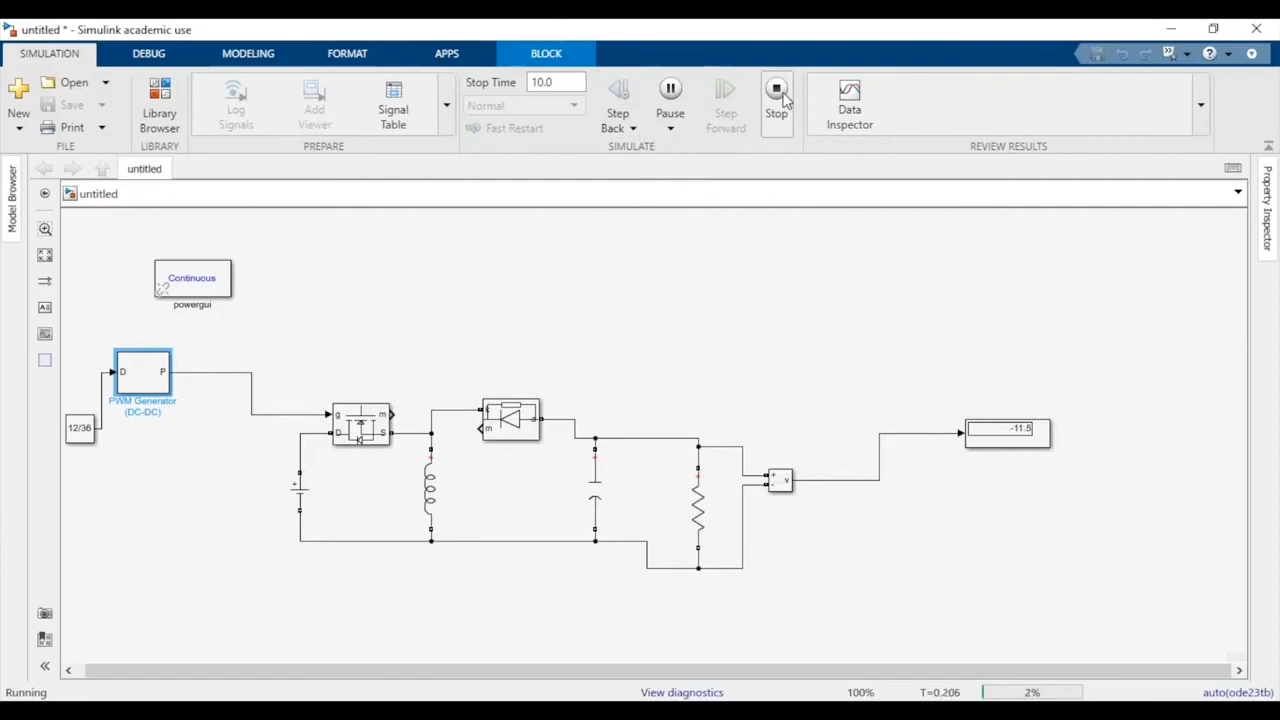 untitled * - Simulink academic use
SIMULATION DEBUG MODELING FORMAT APPS BLOCK
New
Open
Save
Print
FILE
Library Browser
LIBRARY
Log Signals
Add Viewer
Signal Table
PREPARE
Stop Time 10.0
Normal
Fast Restart
Step Back
Pause
Step Forward
Stop
SIMULATE
Data Inspector
REVIEW RESULTS
Model Browser
untitled
untitled
Property Inspector
Continuous
powergui
D P
PWM Generator
(DC-DC)
12/36
g m
D S
m a
+
+
-
v
-11.5
Running View diagnostics 100% T=0.206 2% auto(ode23tb)